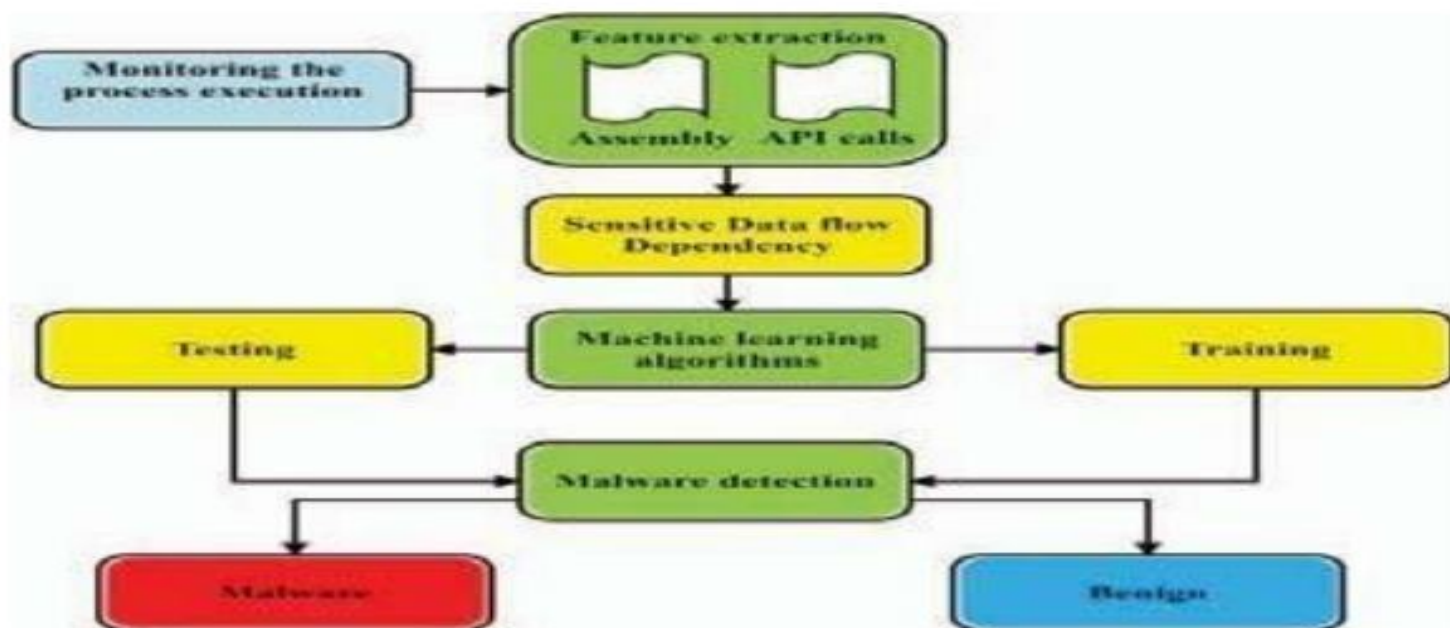 Feature extraction
Monitoring the
process execution
Assembly API calls
Sensitive Data flow
Dependency
Testing
Machine learning
algorithms
Training
Malware detection
Malware
Benign